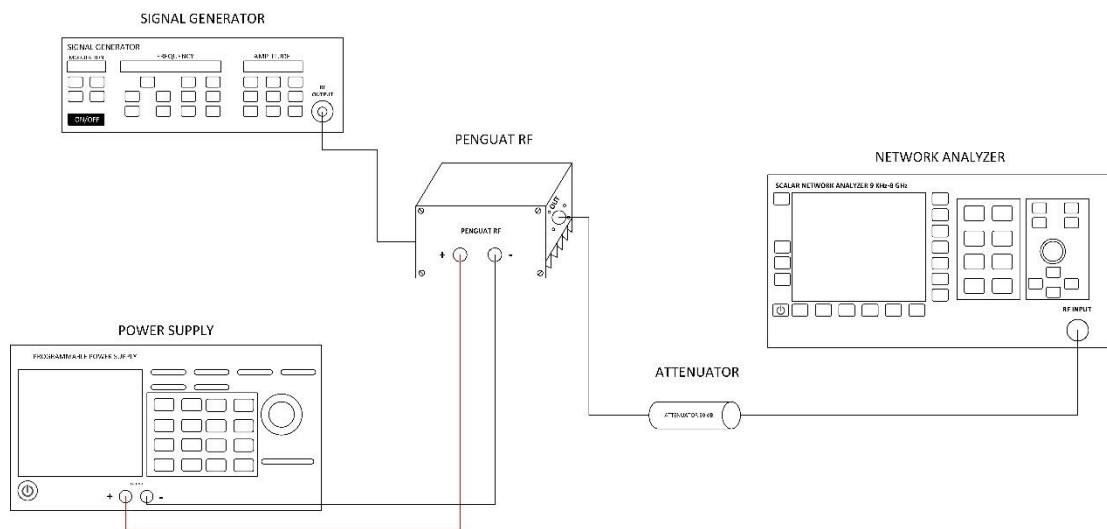 SIGNAL GENERATOR
SIGNAL GENERATOR
FREQUENCY
RF
OUTPUT
ON/OFF
PENGUAT RF
OUT
PENGUAT RF
+ -
NETWORK ANALYZER
SCALAR NETWORK ANALYZER 9 KHz-8 GHz
RF INPUT
POWER SUPPLY
PROGRAMMABLE POWER SUPPLY
+ -
ATTENUATOR